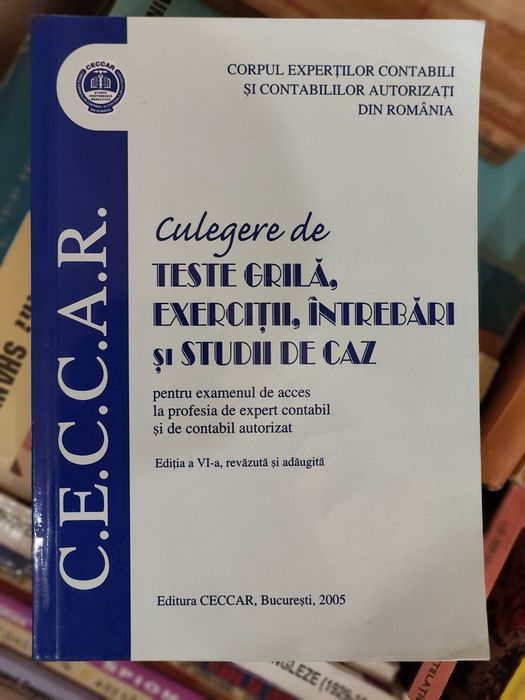 CORPUL EXPERȚILOR CONTABILI
ȘI CONTABILILOR AUTORIZAȚI
DIN ROMÂNIA
CECCAR
C.E.C.C.A.R.
Culegere de
TESTE GRILĂ,
EXERCIȚII, ÎNTREBĂRI
ȘI STUDII DE CAZ
pentru examenul de acces
la profesia de expert contabil
și de contabil autorizat
Ediția a VI-a, revăzută și adăugită
Editura CECCAR, București, 2005
SPION